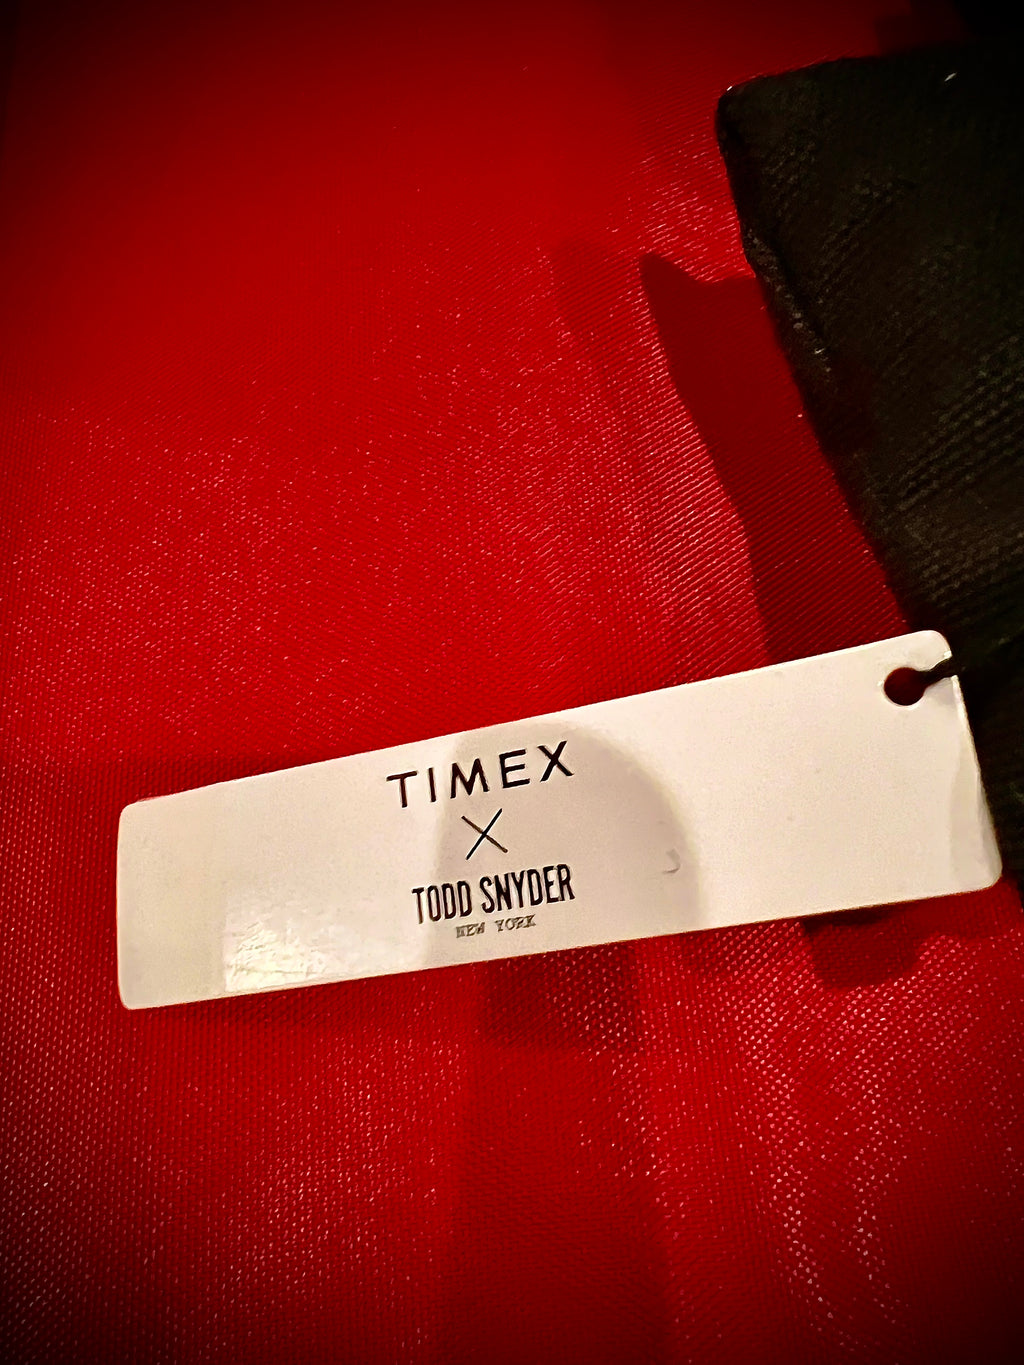 TIMEX
X
TODD SNYDER
NEW YORK